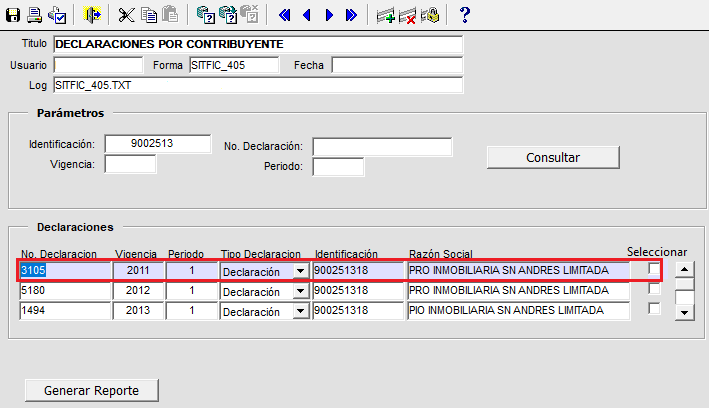 ?
Titulo DECLARACIONES POR CONTRIBUYENTE
Usuario Forma SITFIC_405 Fecha
Log SITFIC_405.TXT
Parámetros
Identificación: 9002513 No. Declaración:
Vigencia: Periodo:
Consultar
Declaraciones
No. Declaracion Vigencia Periodo Tipo Declaracion Identificación Razón Social Seleccionar
3105 2011 1 Declaración 900251318 PRO INMOBILIARIA SN ANDRES LIMITADA
5180 2012 1 Declaración 900251318 PRO INMOBILIARIA SN ANDRES LIMITADA
1494 2013 1 Declaración 900251318 PIO INMOBILIARIA SN ANDRES LIMITADA
Generar Reporte